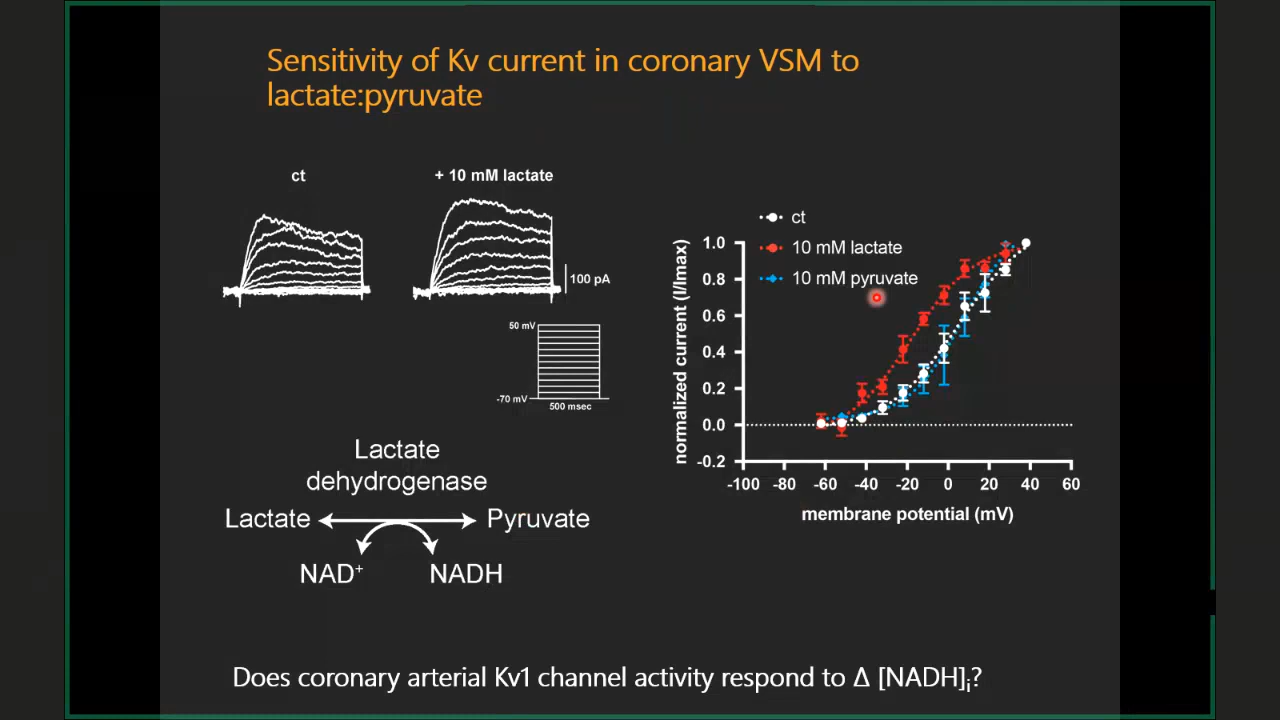 Sensitivity of Kv current in coronary VSM to
lactate:pyruvate
ct
+ 10 mM lactate
100 pA
50 mV
-70 mV
500 msec
Lactate
dehydrogenase
Lactate
Pyruvate
NAD⁺
NADH
ct
10 mM lactate
10 mM pyruvate
normalized current (I/Imax)
1.0
0.8
0.6
0.4
0.2
0.0
-0.2
-100 -80 -60 -40 -20 0 20 40 60
membrane potential (mV)
Does coronary arterial Kv1 channel activity respond to Δ [NADH]ᵢ?